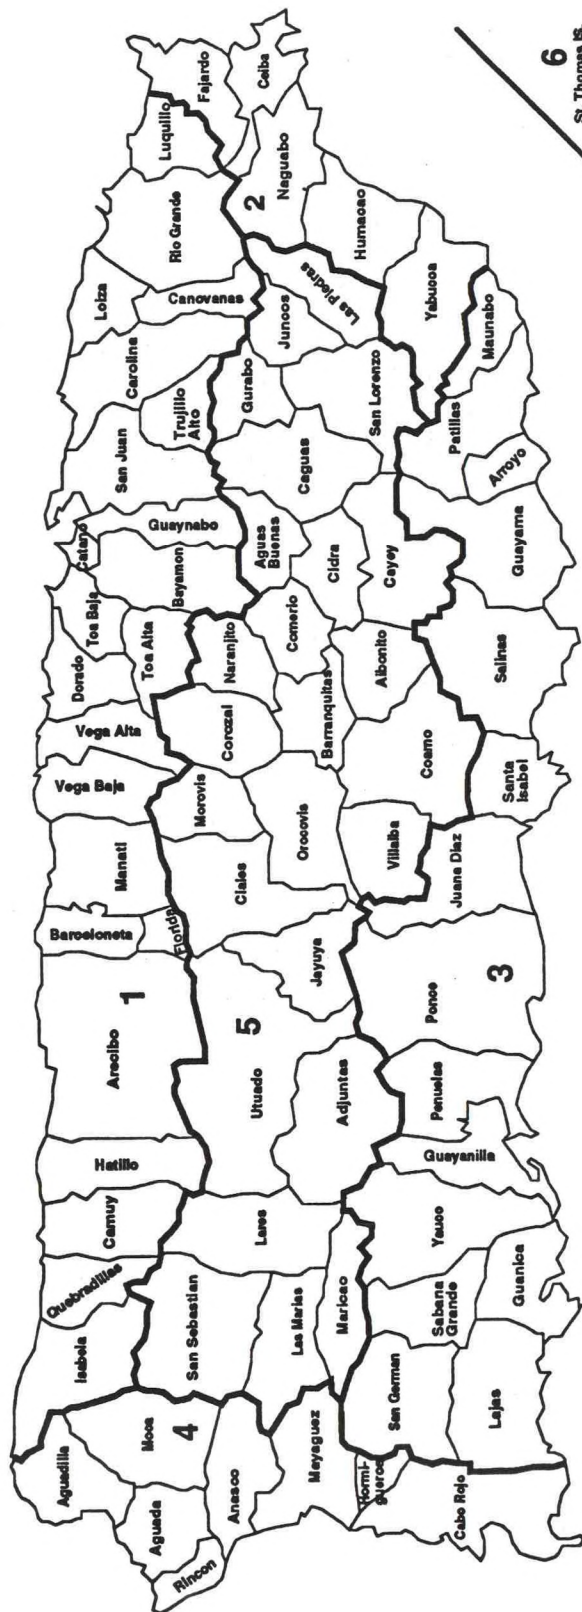 Aguadilla
Aguada
Rincon
Moca
4
Anasco
Mayaguez
Hormi-
gueros
Cabo Rojo
Isabela
Quebradillas
Camuy
Hatillo
Arecibo
1
Barceloneta
Florida
Manati
Vega Baja
Vega Alta
Dorado
Toa Baja
Toa Alta
Catano
Bayamon
Guaynabo
San Juan
Trujillo
Alto
Carolina
Loiza
Canovanas
Rio Grande
Luquillo
Fajardo
Ceiba
2
Naguabo
Humacao
Las Piedras
Yabucoa
San Sebastian
Las Marias
Maricao
Lares
Utuado
5
Adjuntas
Jayuya
Ciales
Morovis
Orocovis
Corozal
Naranjito
Barranquitas
Comerio
Aguas
Buenas
Cidra
Caguas
Gurabo
Juncos
San Lorenzo
Cayey
Aibonito
Coamo
Villalba
San German
Lajas
Sabana
Grande
Guanica
Yauco
Guayanilla
Penuelas
Ponce
3
Juana Diaz
Santa
Isabel
Salinas
Guayama
Arroyo
Patillas
Maunabo
6
St. Thomas IS.